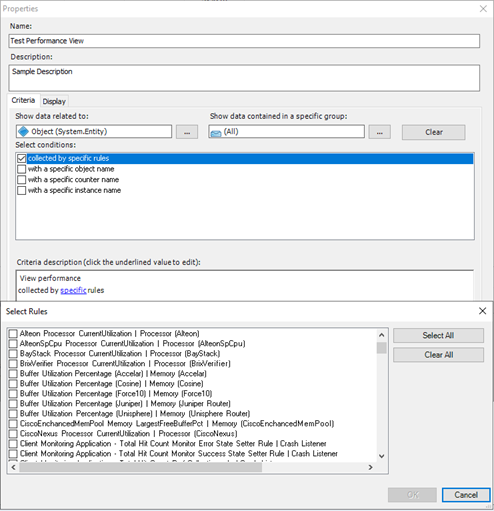 Properties
Name:
Test Performance View
Description:
Sample Description
Criteria Display
Show data related to: Show data contained in a specific group:
Object (System.Entity) ... (All) ... Clear
Select conditions:
collected by specific rules
with a specific object name
with a specific counter name
with a specific instance name
Criteria description (click the underlined value to edit):
View performance
collected by specific rules
Select Rules
Alteon Processor CurrentUtilization | Processor (Alteon)
AlteonSpCpu Processor CurrentUtilization | Processor (AlteonSpCpu)
BayStack Processor CurrentUtilization | Processor (BayStack)
BrixVerifier Processor CurrentUtilization | Processor (BrixVerifier)
Buffer Utilization Percentage (Accelar) | Memory (Accelar)
Buffer Utilization Percentage (Cosine) | Memory (Cosine)
Buffer Utilization Percentage (Force10) | Memory (Force10)
Buffer Utilization Percentage (Juniper) | Memory (Juniper Router)
Buffer Utilization Percentage (Unisphere) | Memory (Unisphere Router)
CiscoEnchancedMemPool Memory LargestFreeBufferPct | Memory (CiscoEnhancedMemPool)
CiscoNexus Processor CurrentUtilization | Processor (CiscoNexus)
Client Monitoring Application - Total Hit Count Monitor Error State Setter Rule | Crash Listener
Client Monitoring Application - Total Hit Count Monitor Success State Setter Rule | Crash Listener
Select All
Clear All
OK Cancel